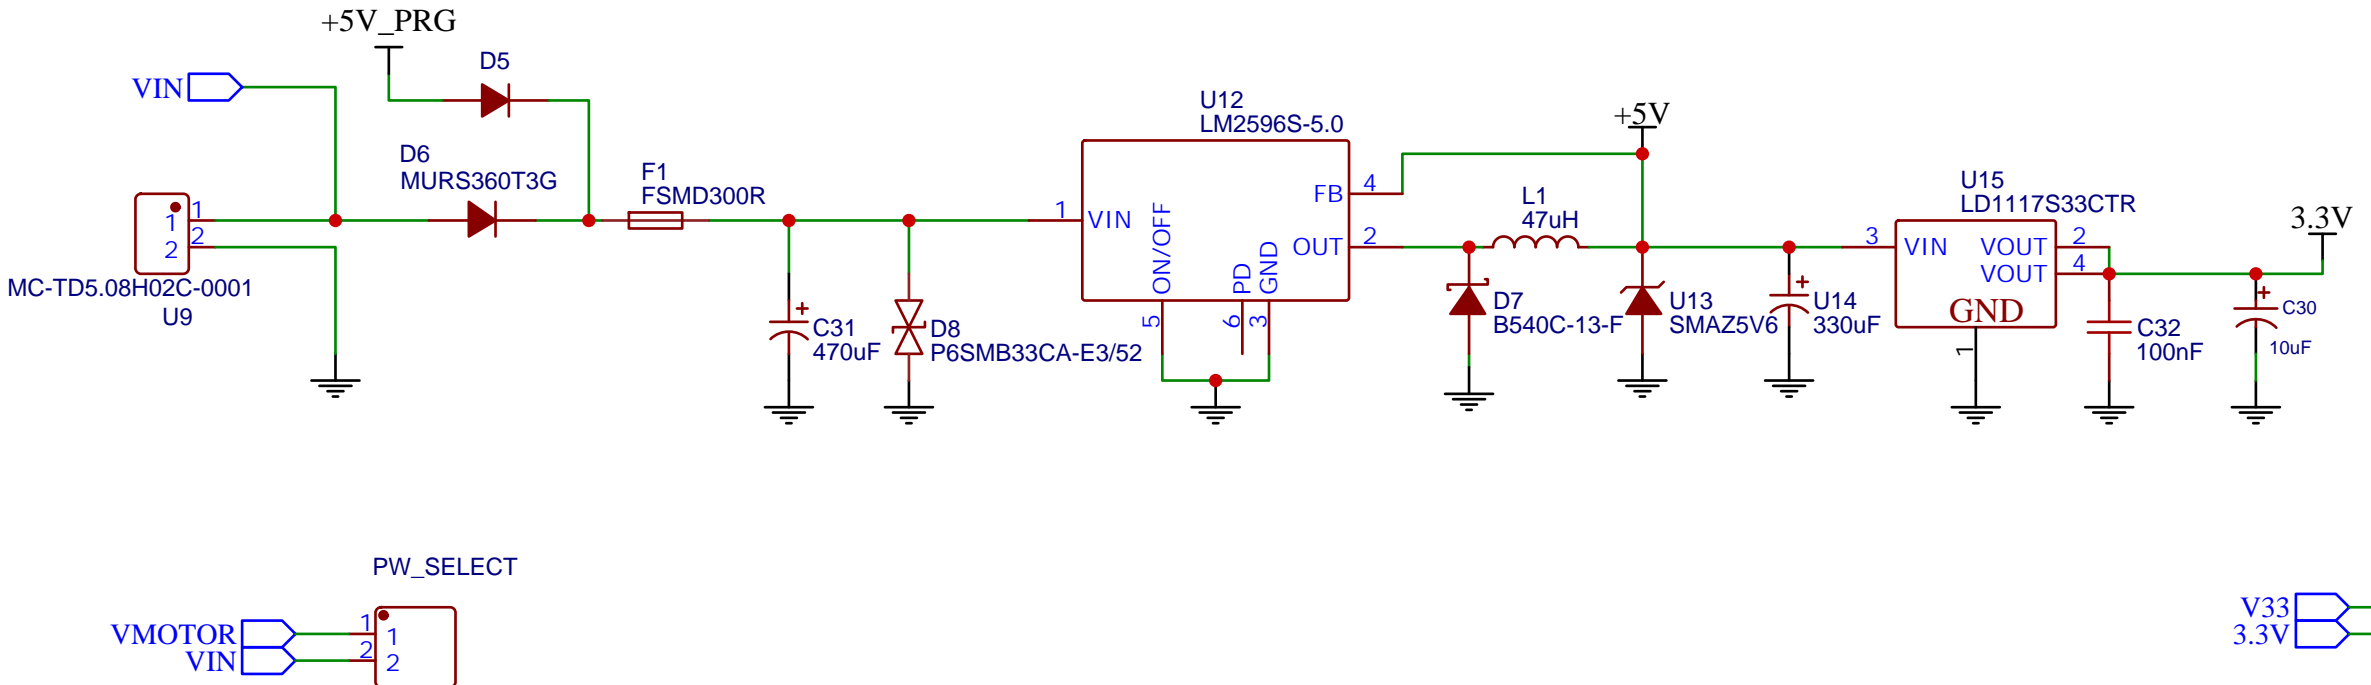 +5V_PRG
D5
VIN
D6
MURS360T3G
F1
FSMD300R
1
2
1
2
MC-TD5.08H02C-0001
U9
C31
470uF
D8
P6SMB33CA-E3/52
U12
LM2596S-5.0
1
VIN
FB
4
OUT
2
ON/OFF
PD
GND
5
6
3
+5V
L1
47uH
D7
B540C-13-F
U13
SMAZ5V6
U14
330uF
U15
LD1117S33CTR
3
VIN
VOUT
2
VOUT
4
GND
1
3.3V
C32
100nF
C30
10uF
PW_SELECT
VMOTOR
1
1
VIN
2
2
V33
3.3V